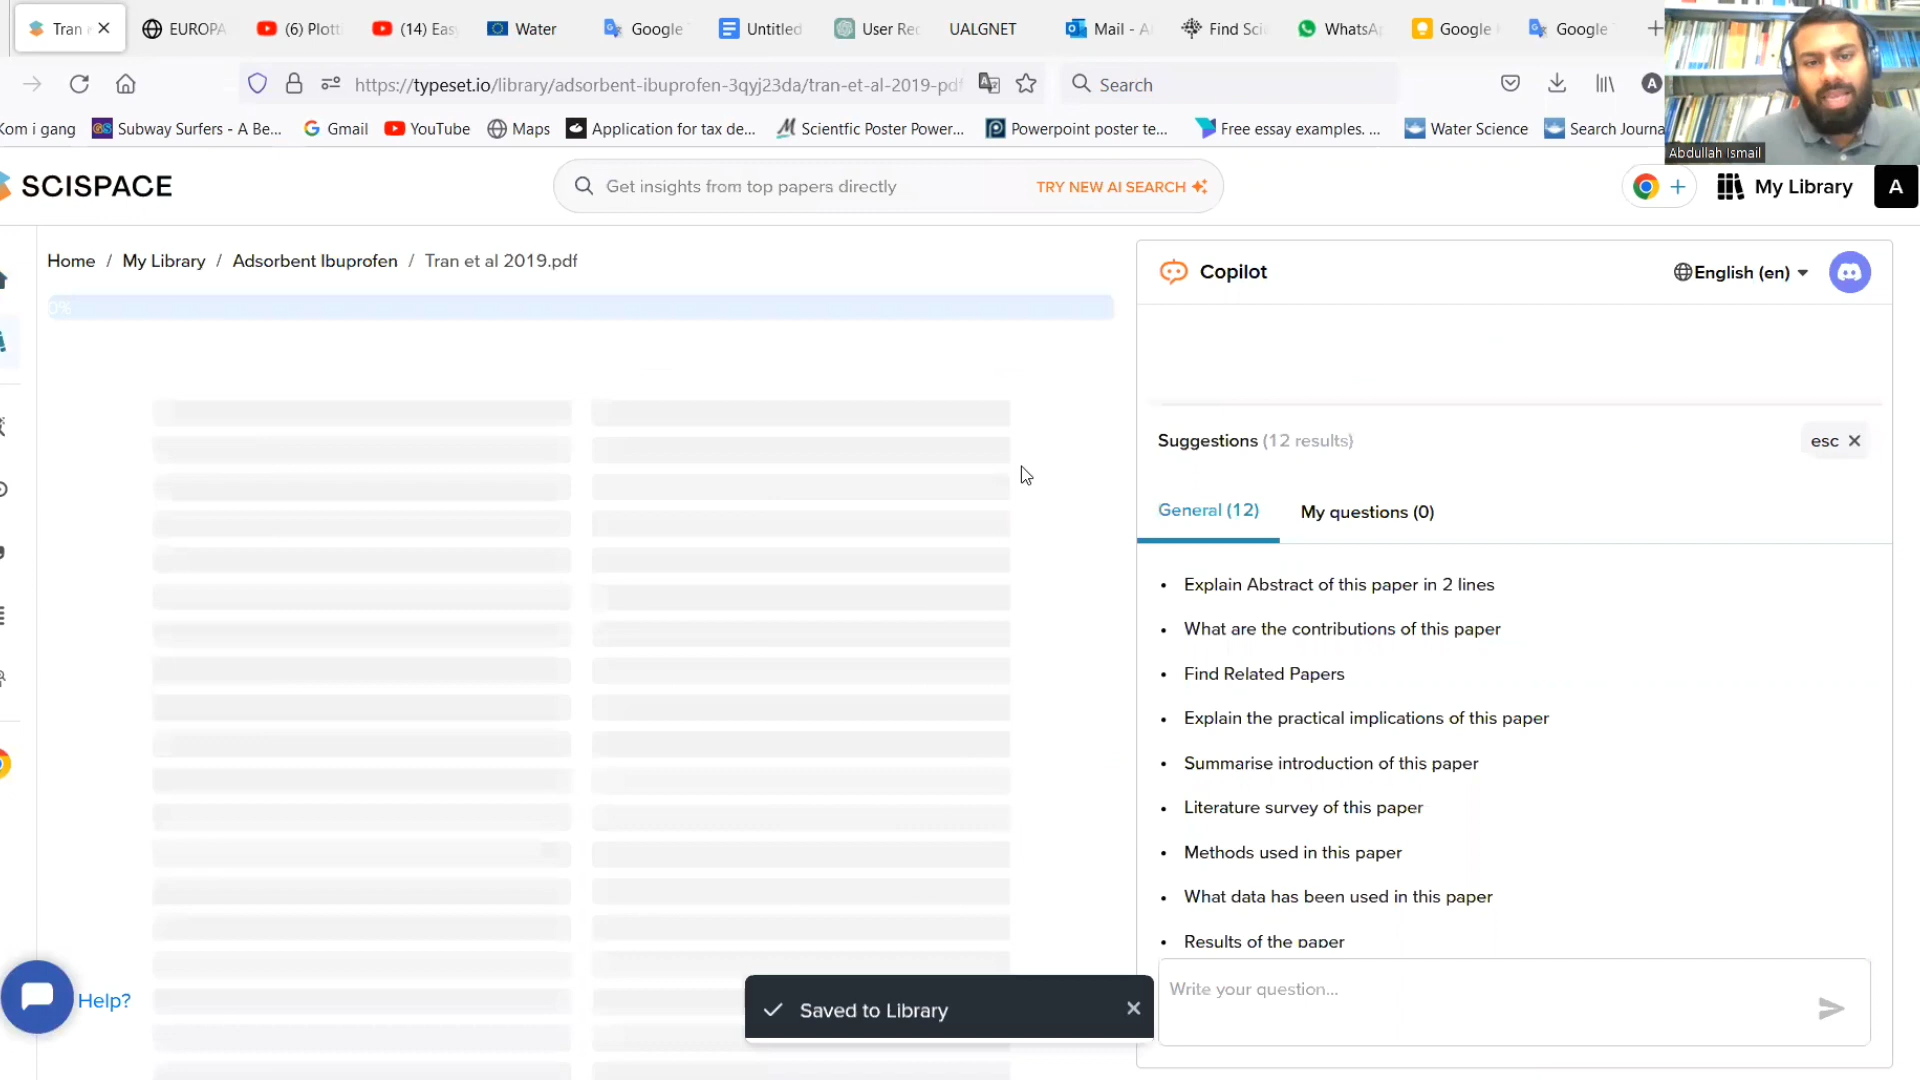 Tran
EUROPA
(6) Plotti
(14) Eas
Water
Google
Untitled
User Rec
UALGNET
Mail - A
Find Sci
WhatsAp
Google
Google
https://typeset.io/library/adsorbent-ibuprofen-3qyj23da/tran-et-al-2019-pdf
Search
A
Kom i gang
GS
Subway Surfers - A Be...
Gmail
YouTube
Maps
Application for tax de...
Scientfic Poster Power...
Powerpoint poster te...
Free essay examples. ...
Water Science
Search Journa
Abdullah Ismail
SCISPACE
Get insights from top papers directly
TRY NEW AI SEARCH
My Library
A
Home / My Library / Adsorbent Ibuprofen / Tran et al 2019.pdf
0%
Copilot
English (en)
Suggestions (12 results)
esc
General (12)
My questions (0)
• Explain Abstract of this paper in 2 lines
• What are the contributions of this paper
• Find Related Papers
• Explain the practical implications of this paper
• Summarise introduction of this paper
• Literature survey of this paper
• Methods used in this paper
• What data has been used in this paper
• Results of the paper
Write your question...
Help?
Saved to Library